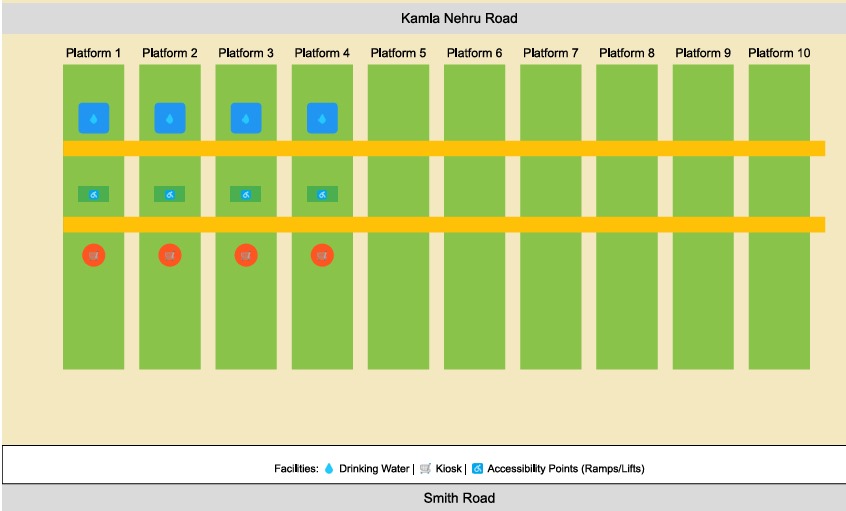 Kamla Nehru Road
Platform 1 Platform 2 Platform 3 Platform 4 Platform 5 Platform 6 Platform 7 Platform 8 Platform 9 Platform 10
Facilities: 💧 Drinking Water | 🛒 Kiosk | ♿ Accessibility Points (Ramps/Lifts)
Smith Road